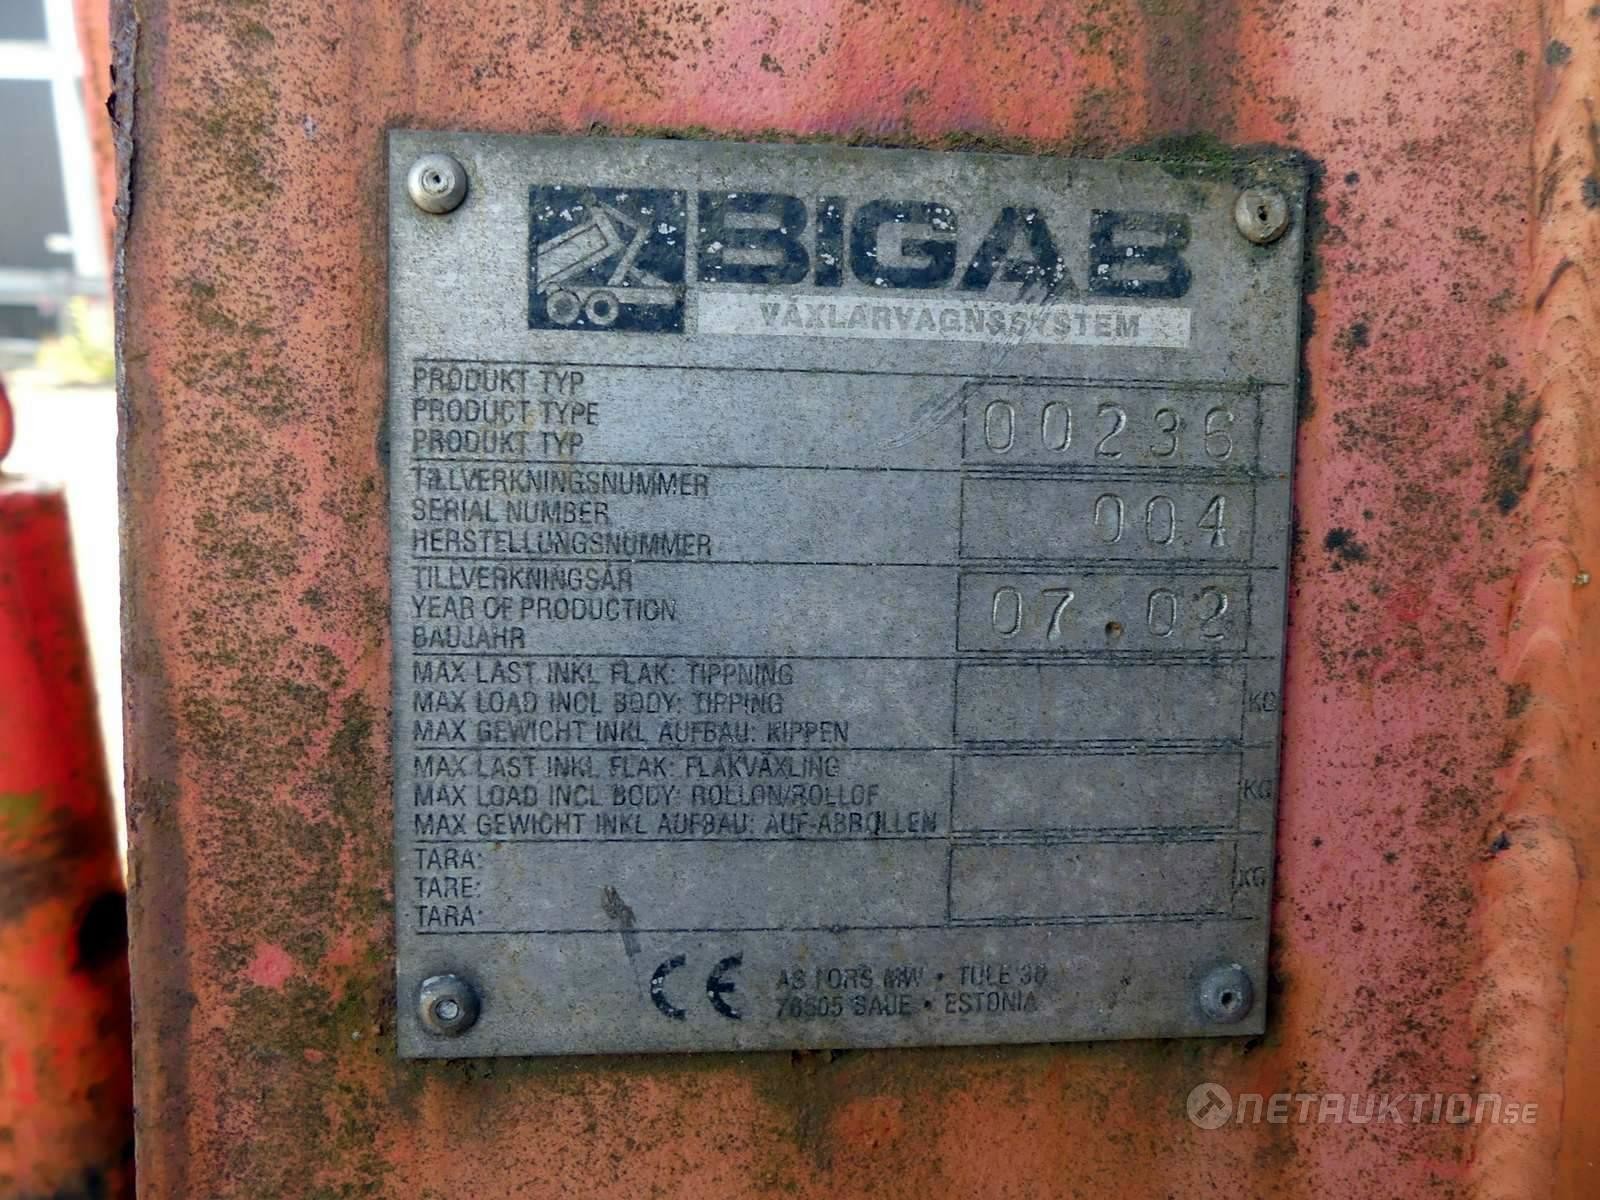 BIGAB
VÄXLARVAGNSSYSTEM
PRODUKT TYP
PRODUCT TYPE
PRODUKT TYP
00236
TILLVERKNINGSNUMMER
SERIAL NUMBER
HERSTELLUNGSNUMMER
004
TILLVERKNINGSÅR
YEAR OF PRODUCTION
BAUJAHR
07.02
MAX LAST INKL FLAK: TIPPNING
MAX LOAD INCL BODY: TIPPING
MAX GEWICHT INKL AUFBAU: KIPPEN
KG
MAX LAST INKL FLAK: FLAKVÄXLING
MAX LOAD INCL BODY: ROLLON/ROLLOF
MAX GEWICHT INKL AUFBAU: AUF-ABROLLEN
KG
TARA:
TARE:
TARA:
KG
CE
AS FORS MW • TULE 30
76505 SAUE • ESTONIA
NETAUKTION.SE